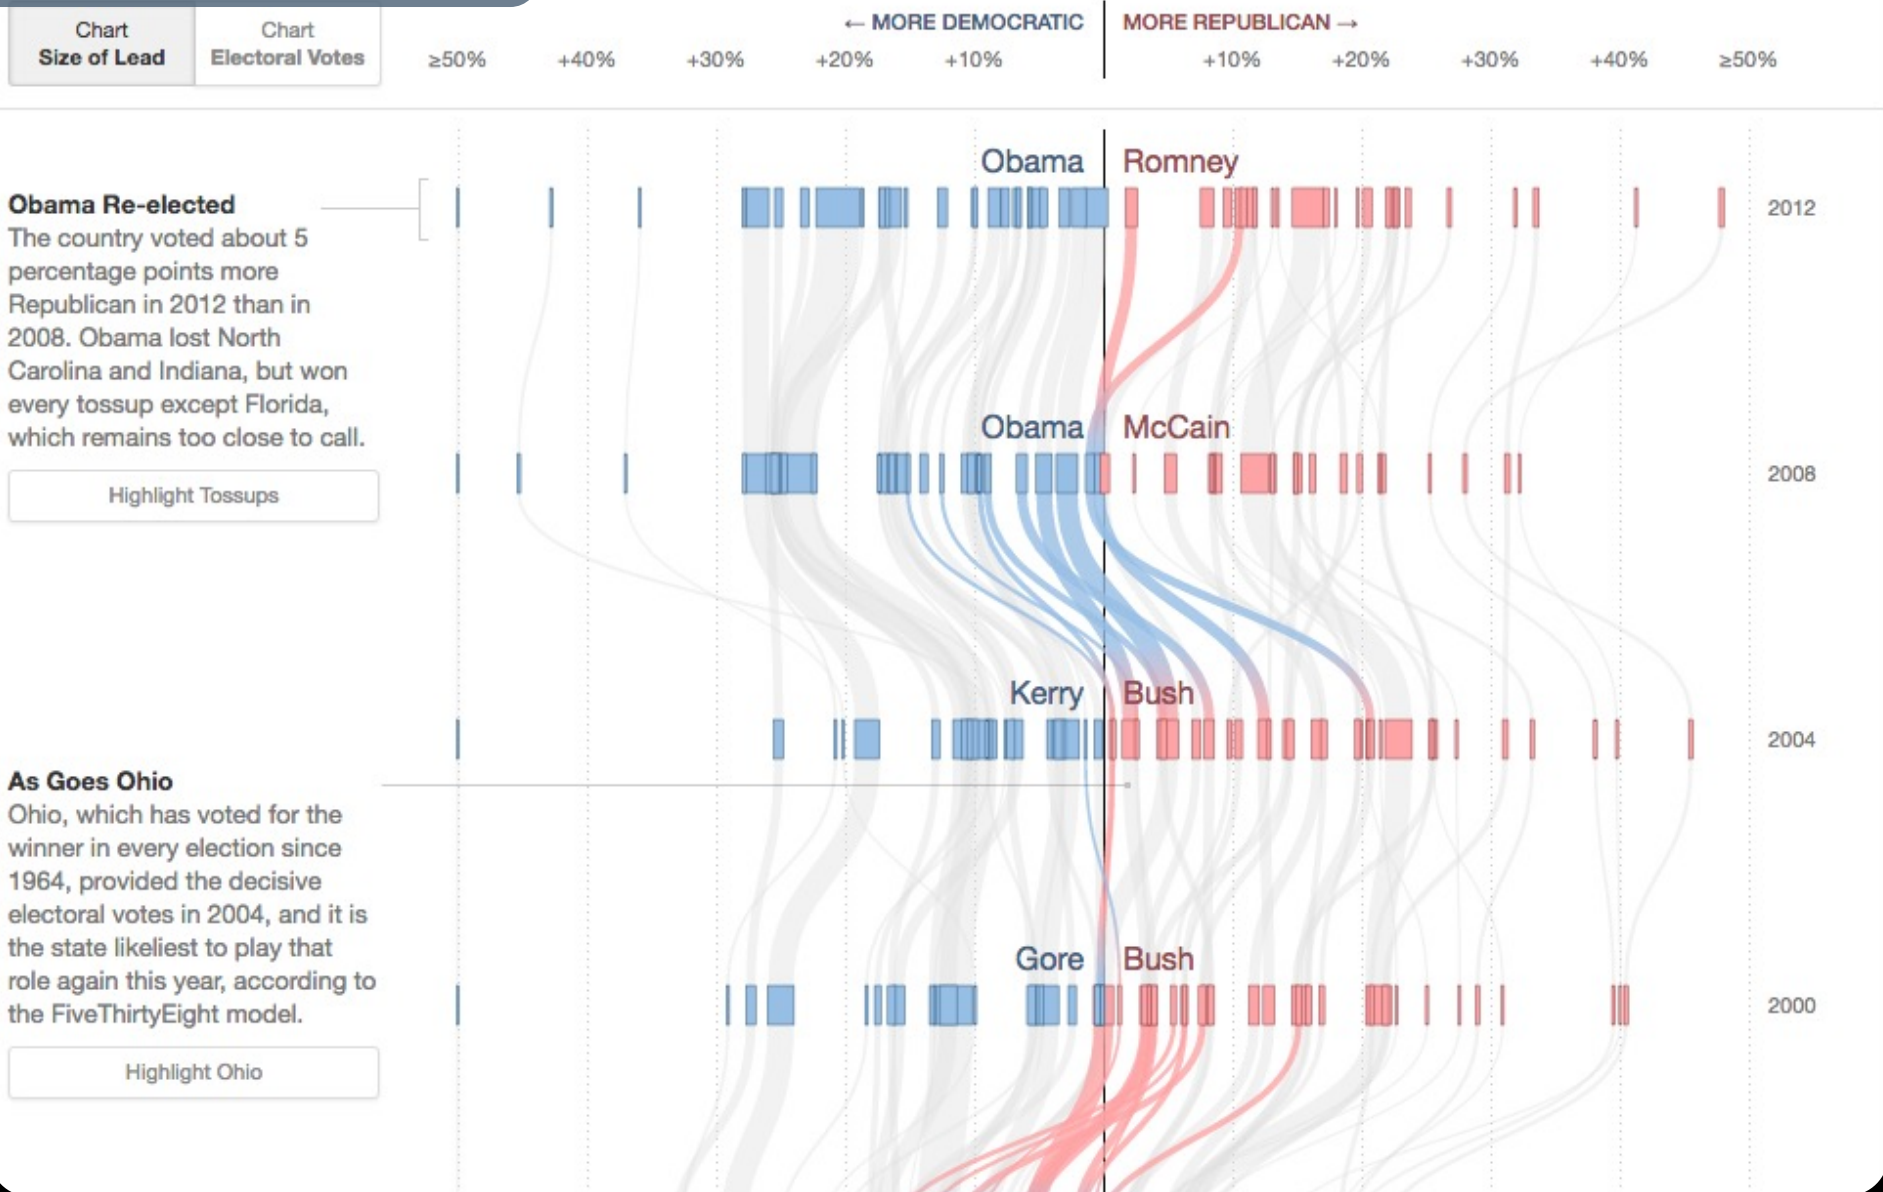 Chart
Size of Lead
Chart
Electoral Votes
← MORE DEMOCRATIC
MORE REPUBLICAN →
≥50% +40% +30% +20% +10% +10% +20% +30% +40% ≥50%
Obama Romney
2012
Obama Re-elected
The country voted about 5
percentage points more
Republican in 2012 than in
2008. Obama lost North
Carolina and Indiana, but won
every tossup except Florida,
which remains too close to call.
Highlight Tossups
Obama McCain
2008
Kerry Bush
2004
As Goes Ohio
Ohio, which has voted for the
winner in every election since
1964, provided the decisive
electoral votes in 2004, and it is
the state likeliest to play that
role again this year, according to
the FiveThirtyEight model.
Highlight Ohio
Gore Bush
2000